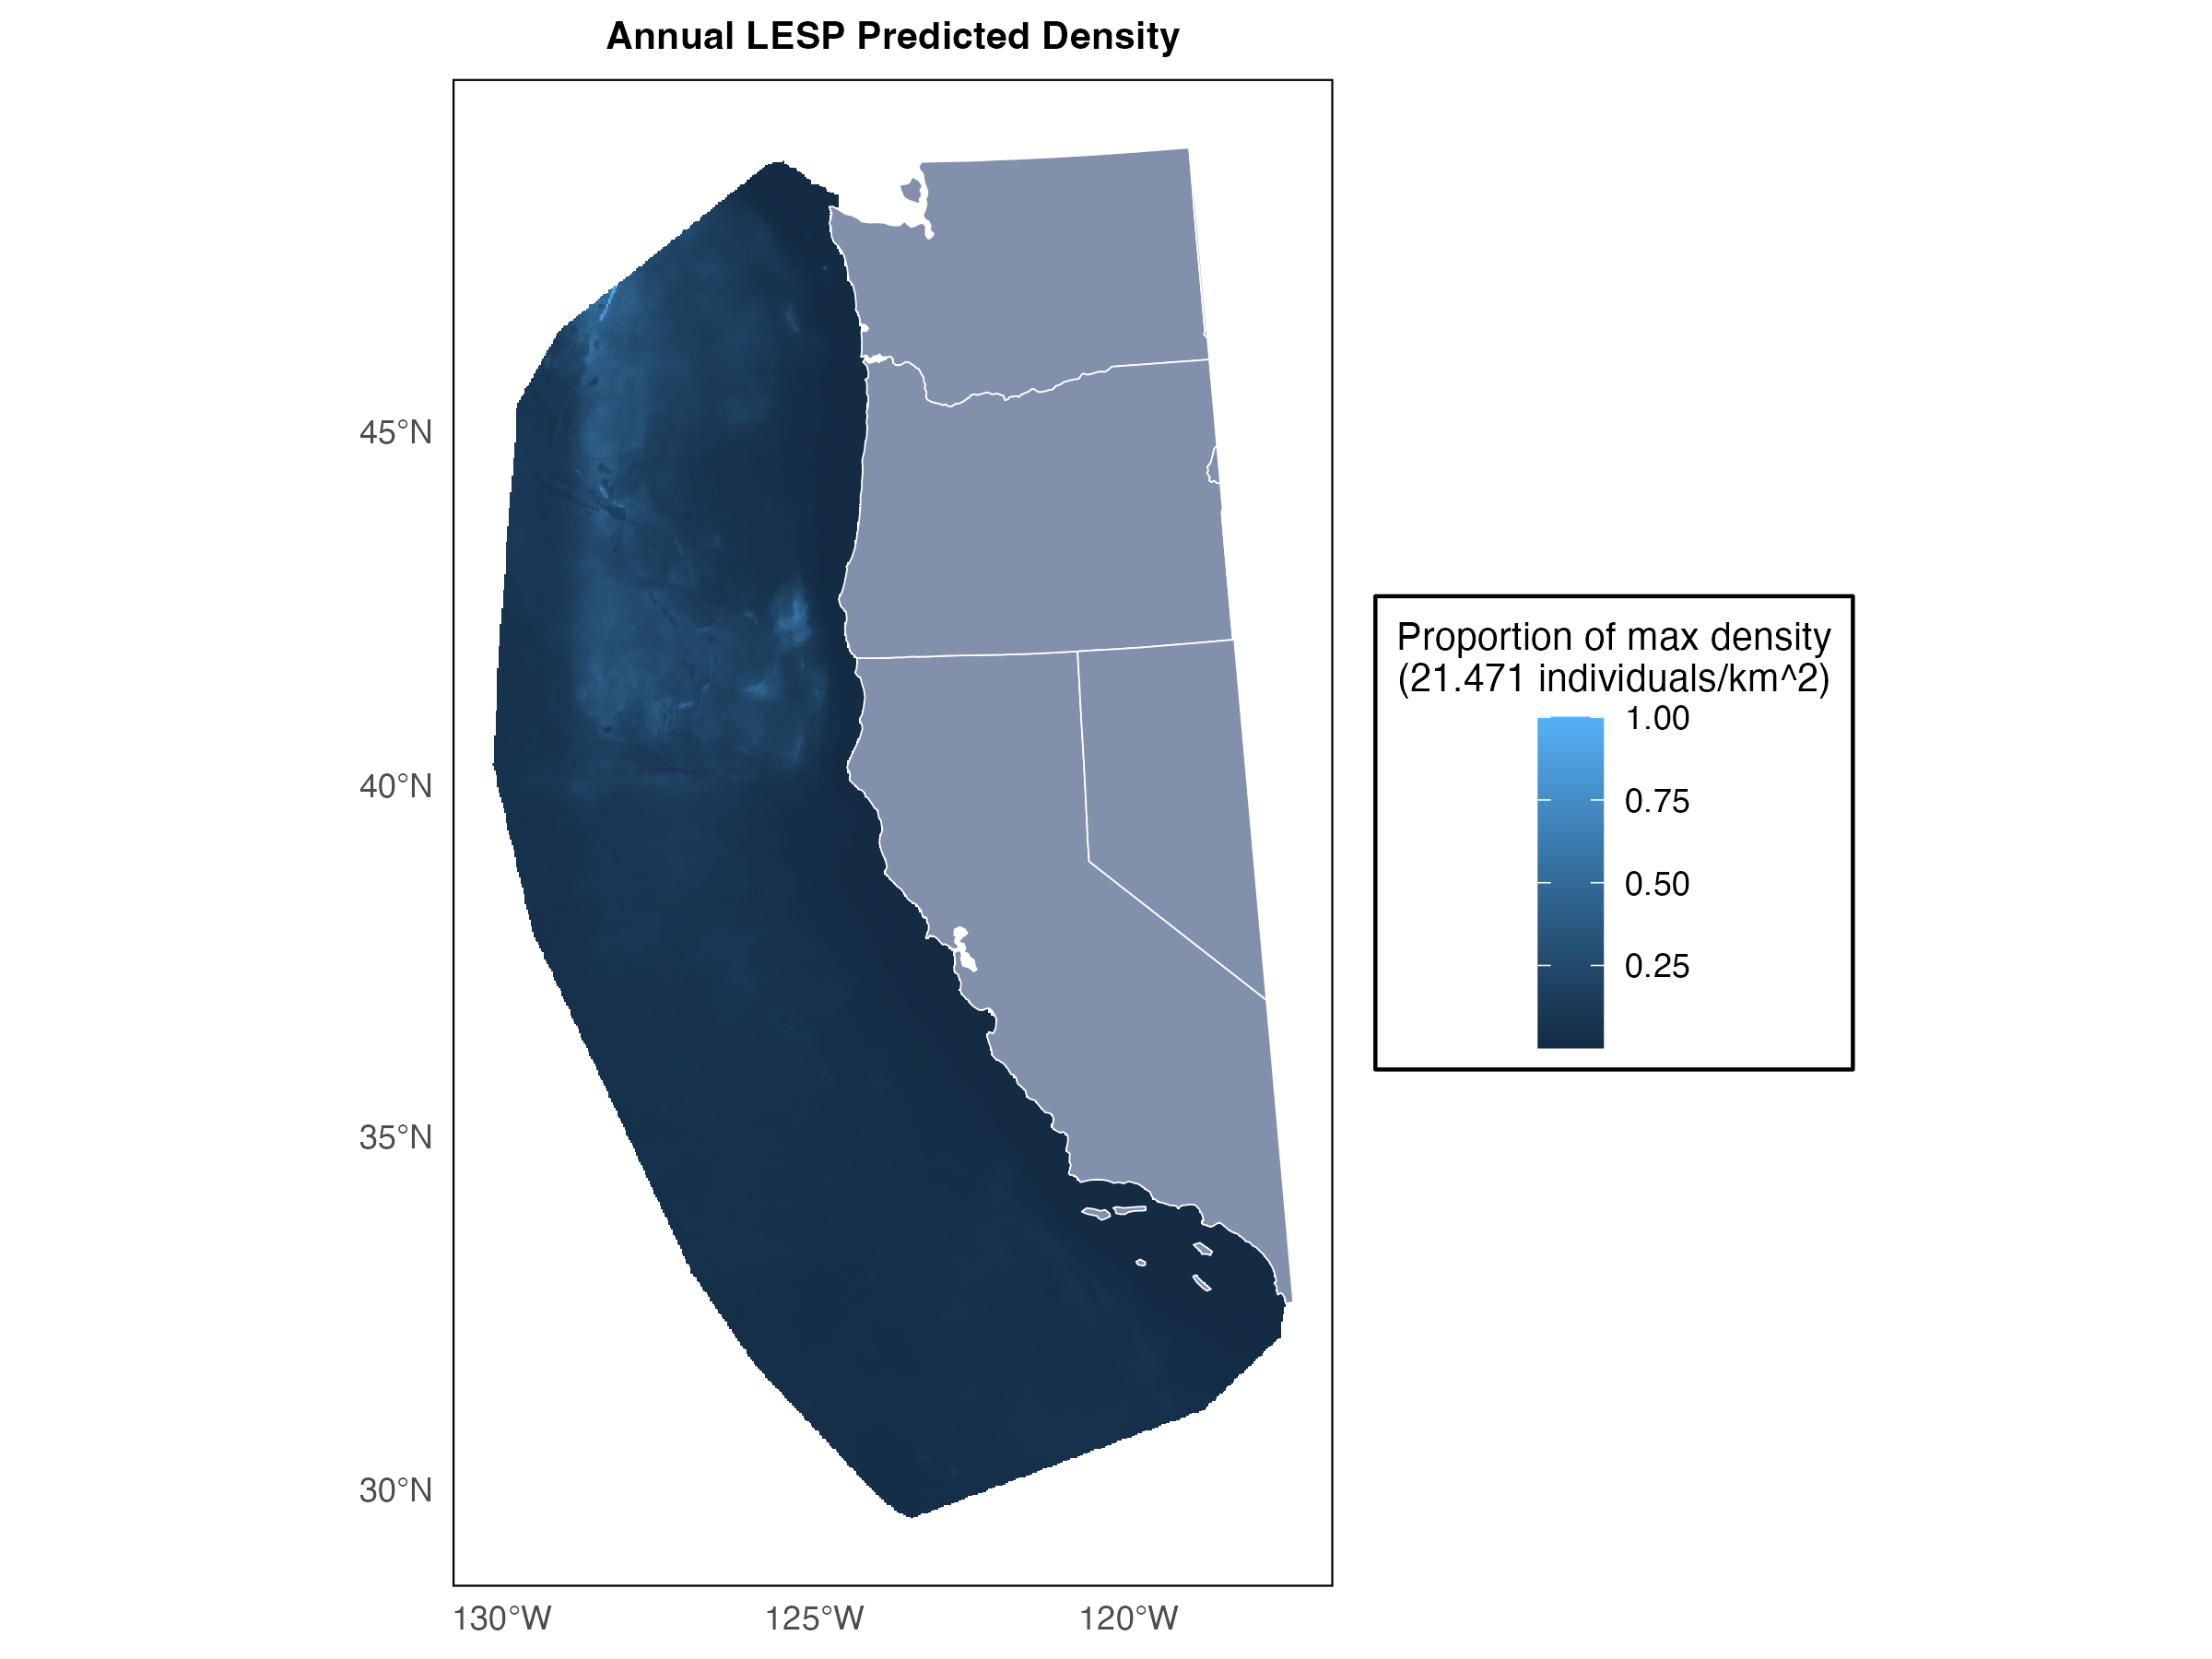 Annual LESP Predicted Density
45°N
40°N
35°N
30°N
130°W
125°W
120°W
Proportion of max density
(21.471 individuals/km^2)
1.00
0.75
0.50
0.25